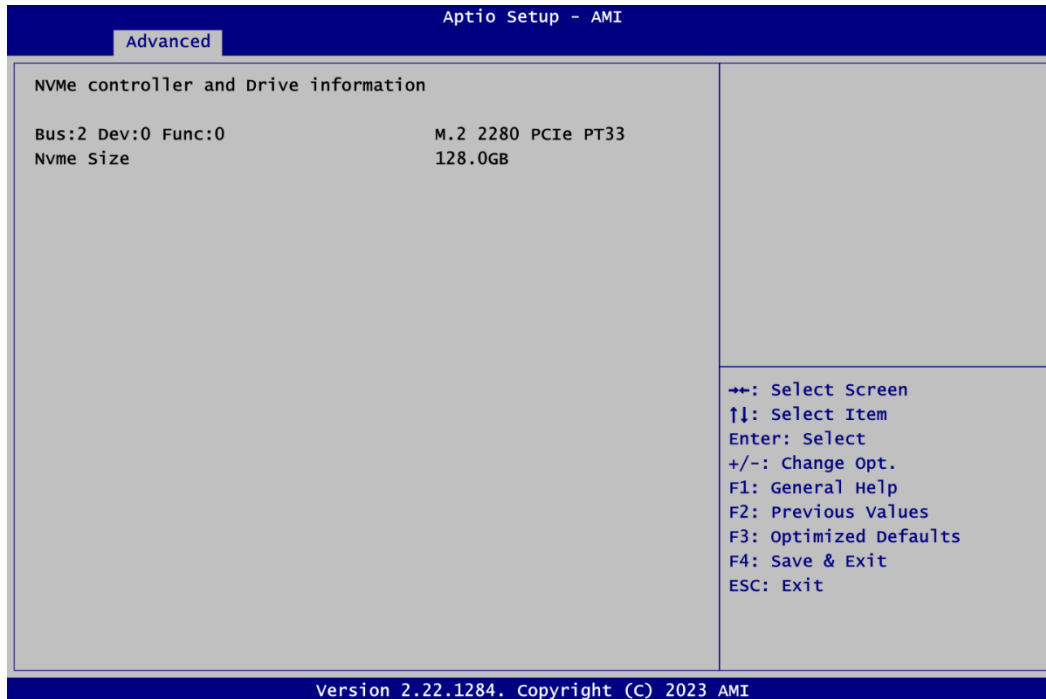 Aptio Setup - AMI
Advanced
NVMe controller and Drive information
Bus:2 Dev:0 Func:0 M.2 2280 PCIe PT33
Nvme Size 128.0GB
→←: Select Screen
↑↓: Select Item
Enter: Select
+/-: Change Opt.
F1: General Help
F2: Previous Values
F3: Optimized Defaults
F4: Save & Exit
ESC: Exit
Version 2.22.1284. Copyright (C) 2023 AMI